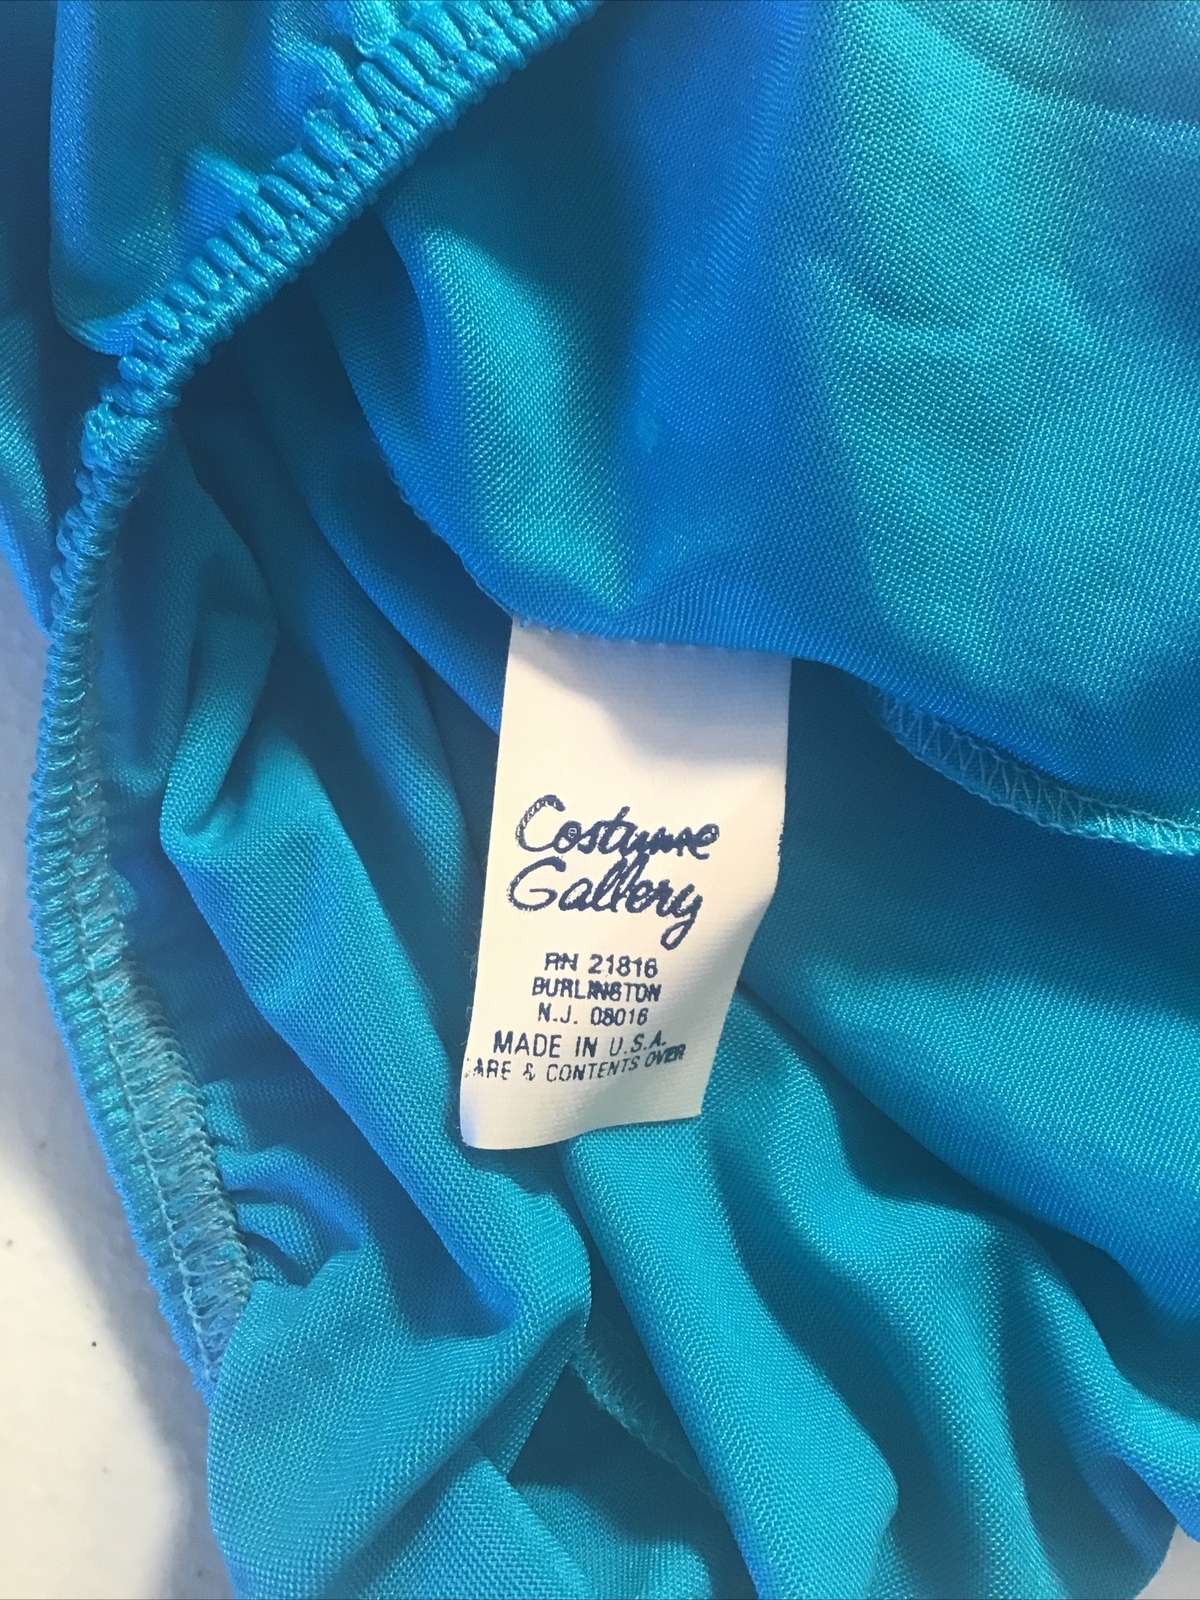 Costume
Gallery
RN 21816
BURLINGTON
N.J. 08016
MADE IN U.S.A.
CARE & CONTENTS OVER